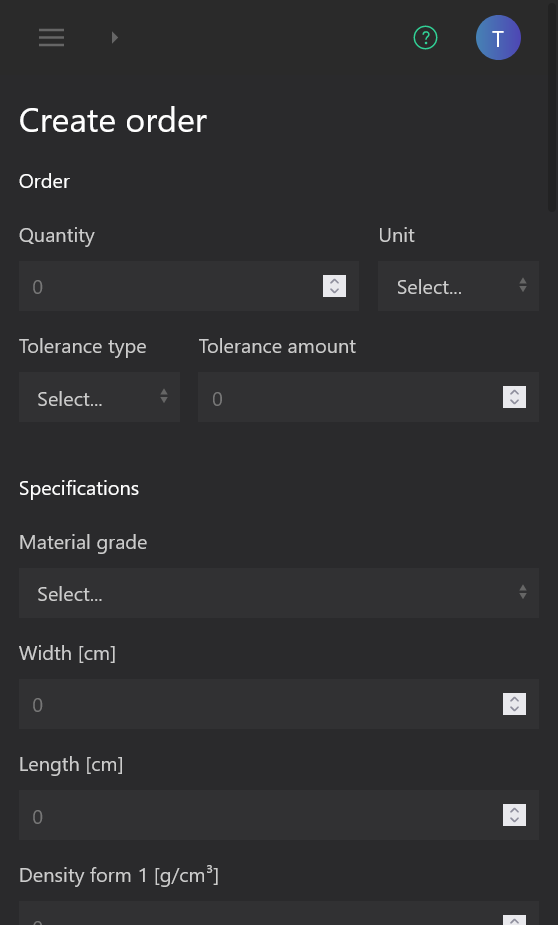 ?
T
Create order
Order
Quantity Unit
0 Select...
Tolerance type Tolerance amount
Select... 0
Specifications
Material grade
Select...
Width [cm]
0
Length [cm]
0
Density form 1 [g/cm³]
0